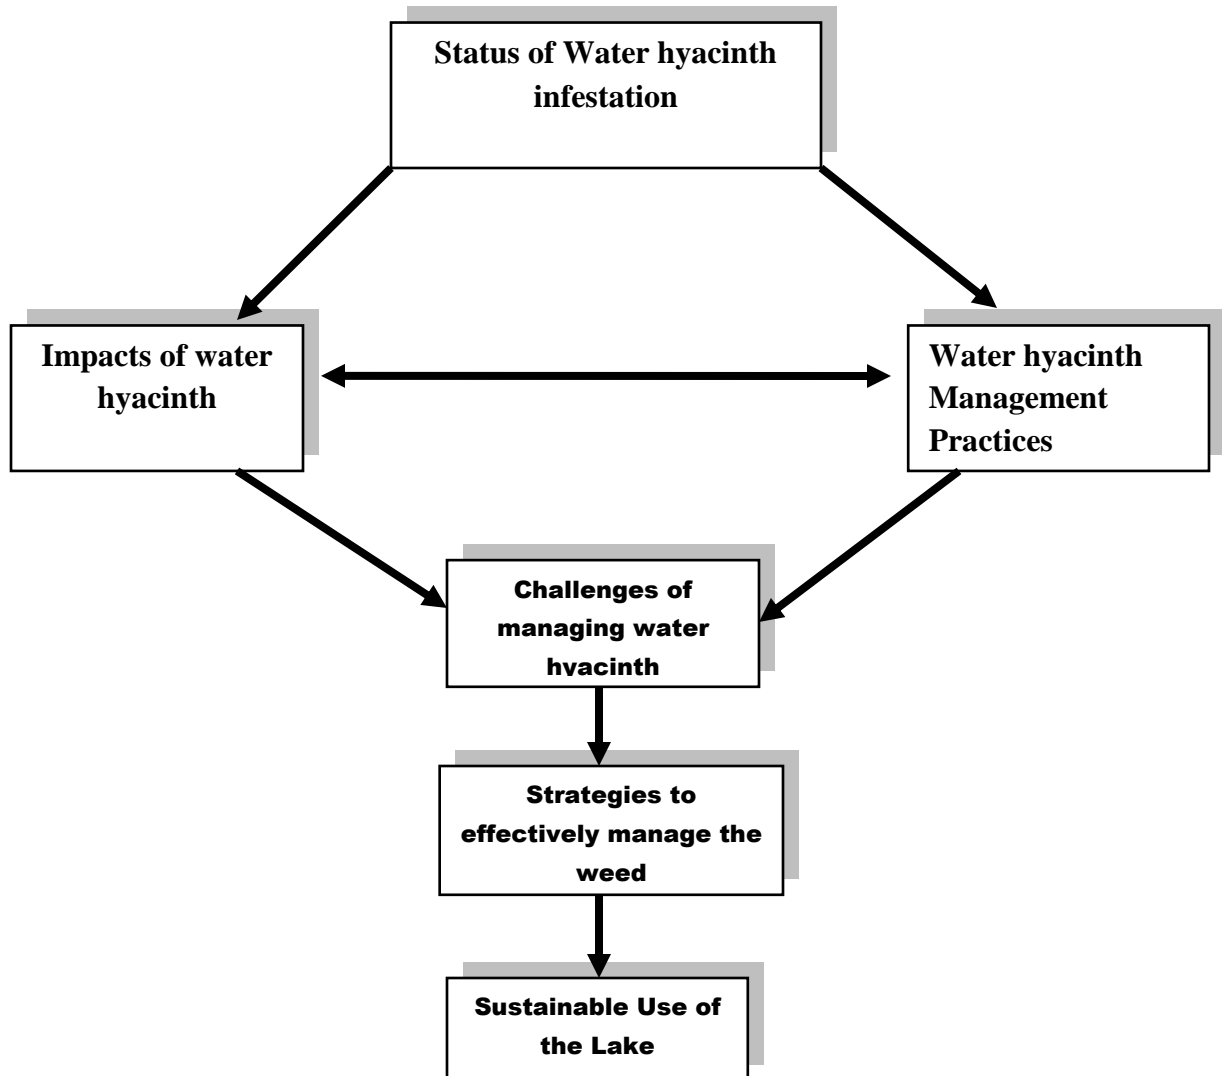 Status of Water hyacinth
infestation
Impacts of water
hyacinth
Water hyacinth
Management
Practices
Challenges of
managing water
hyacinth
Strategies to
effectively manage the
weed
Sustainable Use of
the Lake